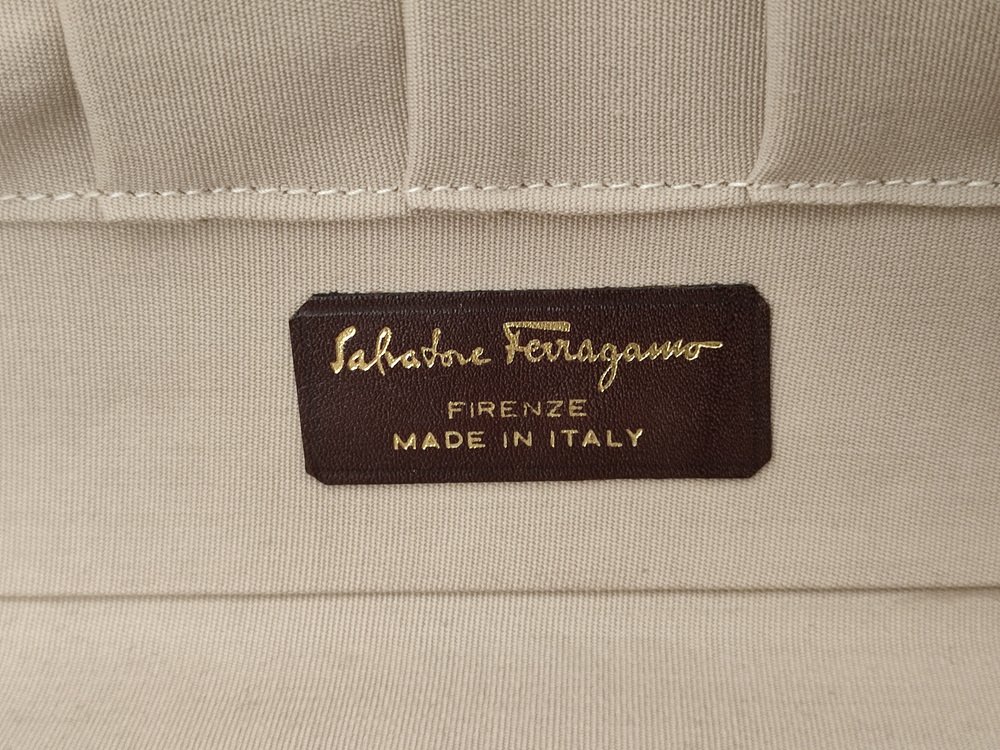 Salvatore Ferragamo
FIRENZE
MADE IN ITALY